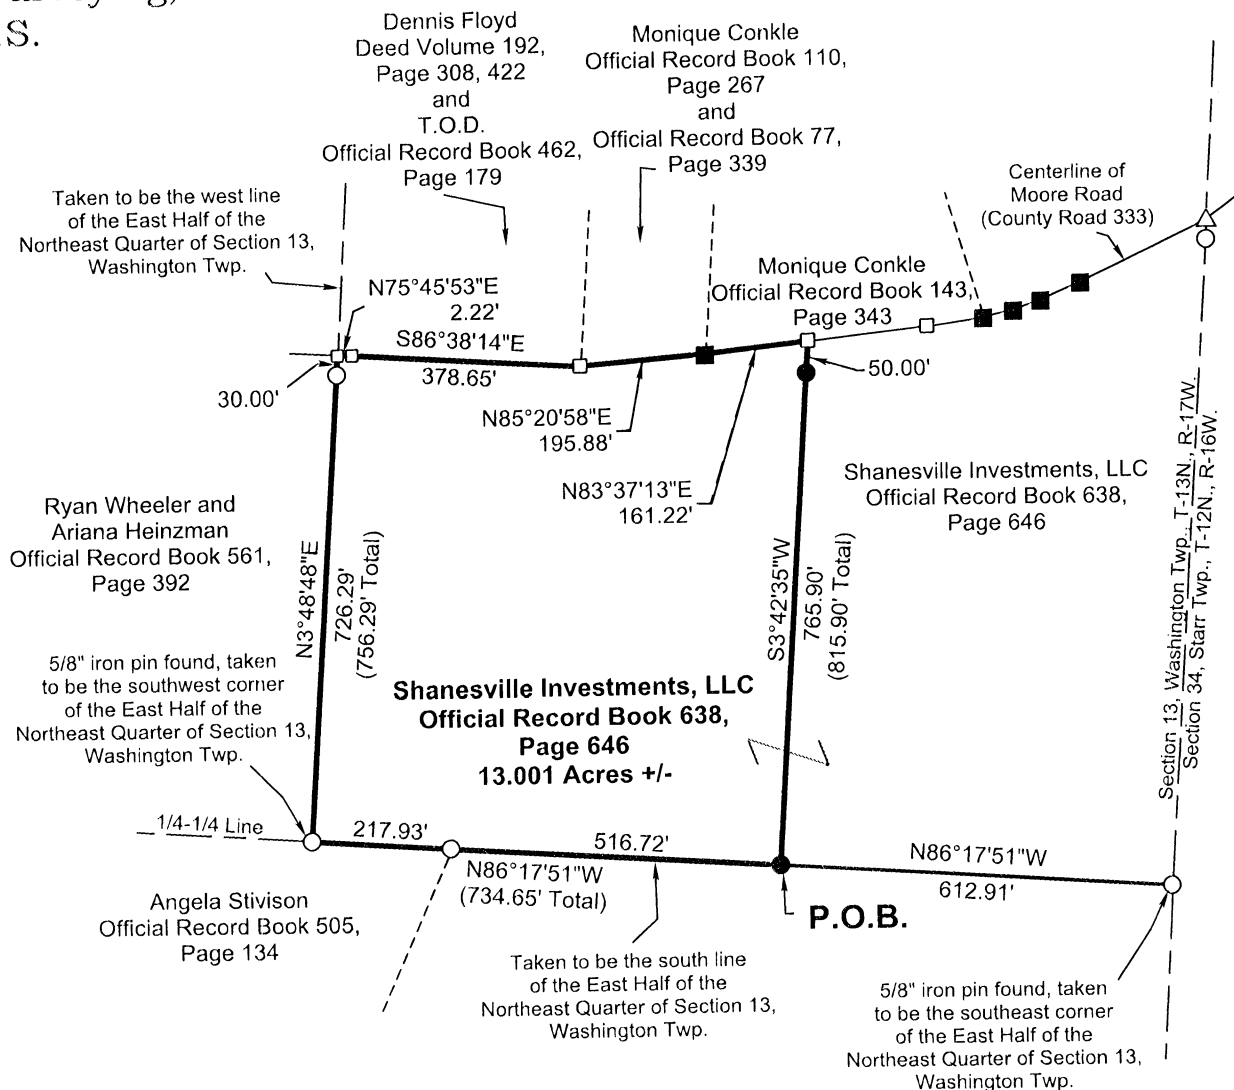 .S.
Dennis Floyd
Deed Volume 192,
Page 308, 422
and
T.O.D.
Official Record Book 462,
Page 179
Monique Conkle
Official Record Book 110,
Page 267
and
Official Record Book 77,
Page 339
Centerline of
Moore Road
(County Road 333)
Taken to be the west line
of the East Half of the
Northeast Quarter of Section 13,
Washington Twp.
N75°45'53"E
2.22'
Monique Conkle
Official Record Book 143,
Page 343
S86°38'14"E
378.65'
30.00'
50.00'
N85°20'58"E
195.88'
N83°37'13"E
161.22'
Shanesville Investments, LLC
Official Record Book 638,
Page 646
Ryan Wheeler and
Ariana Heinzman
Official Record Book 561,
Page 392
N3°48'48"E
726.29'
(756.29' Total)
S3°42'35"W
765.90'
(815.90' Total)
Section 13, Washington Twp., T-13N., R-17W.
Section 34, Starr Twp., T-12N., R-16W.
5/8" iron pin found, taken
to be the southwest corner
of the East Half of the
Northeast Quarter of Section 13,
Washington Twp.
Shanesville Investments, LLC
Official Record Book 638,
Page 646
13.001 Acres +/-
1/4-1/4 Line
217.93'
516.72'
N86°17'51"W
(734.65' Total)
N86°17'51"W
612.91'
P.O.B.
Angela Stivison
Official Record Book 505,
Page 134
Taken to be the south line
of the East Half of the
Northeast Quarter of Section 13,
Washington Twp.
5/8" iron pin found, taken
to be the southeast corner
of the East Half of the
Northeast Quarter of Section 13,
Washington Twp.